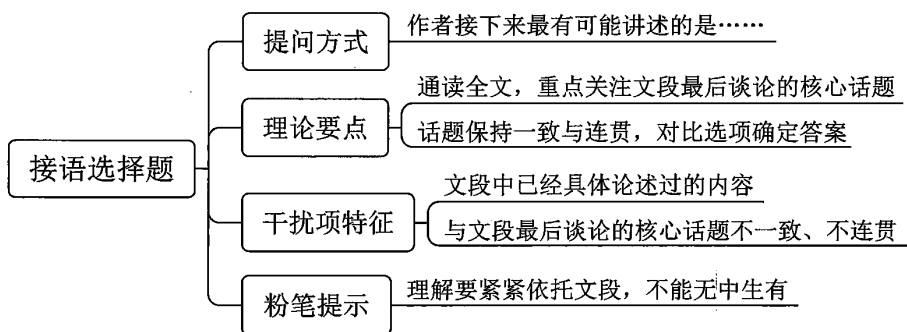 接语选择题
提问方式
作者接下来最有可能讲述的是……
理论要点
通读全文，重点关注文段最后谈论的核心话题
话题保持一致与连贯，对比选项确定答案
干扰项特征
文段中已经具体论述过的内容
与文段最后谈论的核心话题不一致、不连贯
粉笔提示
理解要紧紧依托文段，不能无中生有